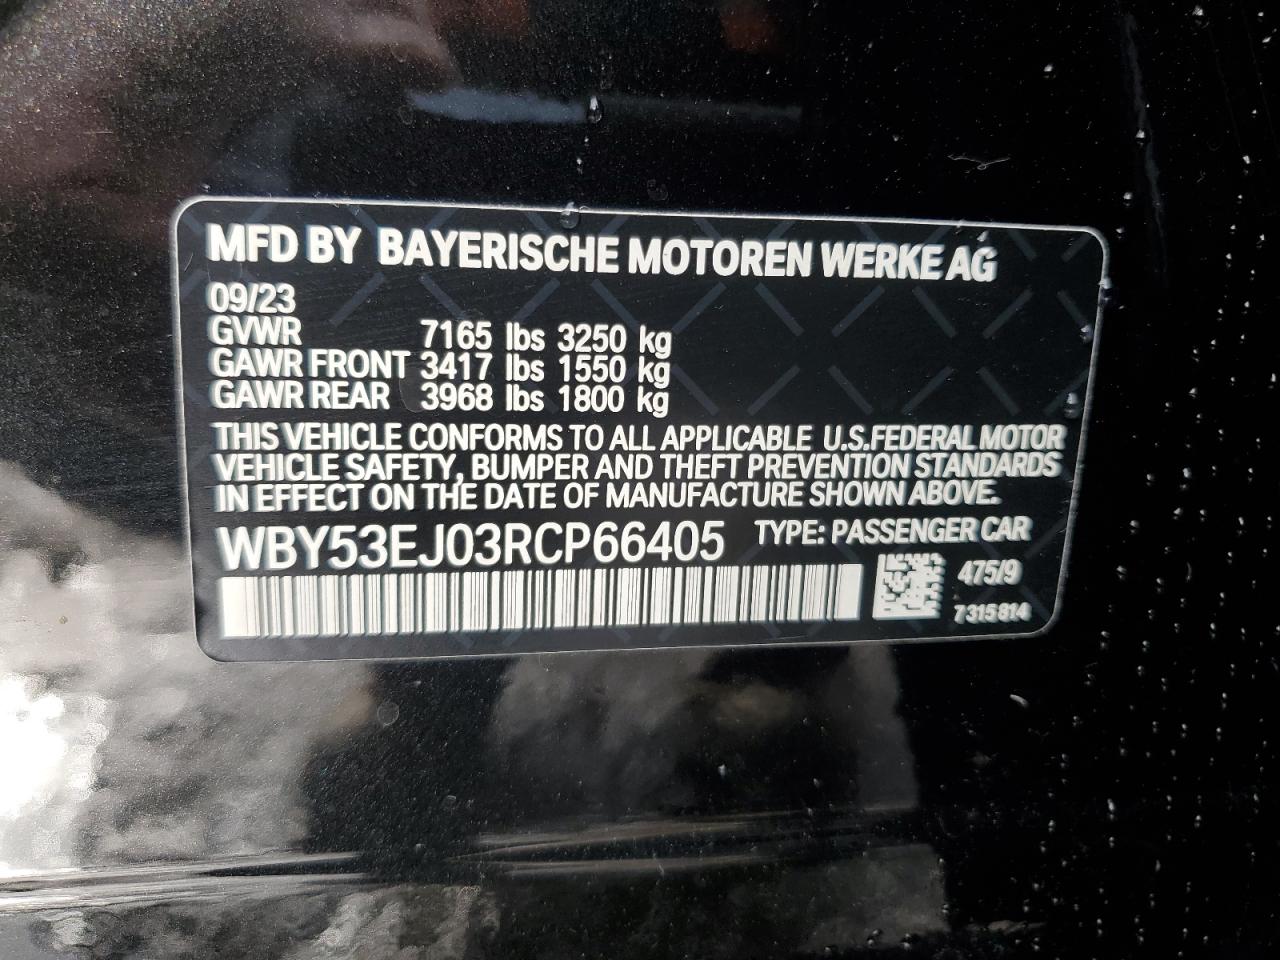 MFD BY BAYERISCHE MOTOREN WERKE AG
09/23
GVWR 7165 lbs 3250 kg
GAWR FRONT 3417 lbs 1550 kg
GAWR REAR 3968 lbs 1800 kg
THIS VEHICLE CONFORMS TO ALL APPLICABLE U.S.FEDERAL MOTOR
VEHICLE SAFETY, BUMPER AND THEFT PREVENTION STANDARDS
IN EFFECT ON THE DATE OF MANUFACTURE SHOWN ABOVE.
WBY53EJ03RCP66405 TYPE: PASSENGER CAR
475/9
7315814